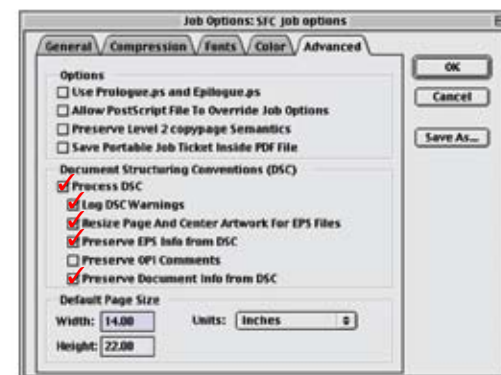 Job Options: SFC job options
General Compression Fonts Color Advanced
OK
Cancel
Save As...
Options
Use Prologue.ps and Epilogue.ps
Allow PostScript File To Override Job Options
Preserve Level 2 copypage Semantics
Save Portable Job Ticket Inside PDF File
Document Structuring Conventions (DSC)
Process DSC
Log DSC Warnings
Resize Page And Center Artwork For EPS Files
Preserve EPS Info from DSC
Preserve OPI Comments
Preserve Document Info from DSC
Default Page Size
Width: 14.00 Units: Inches
Height: 22.00